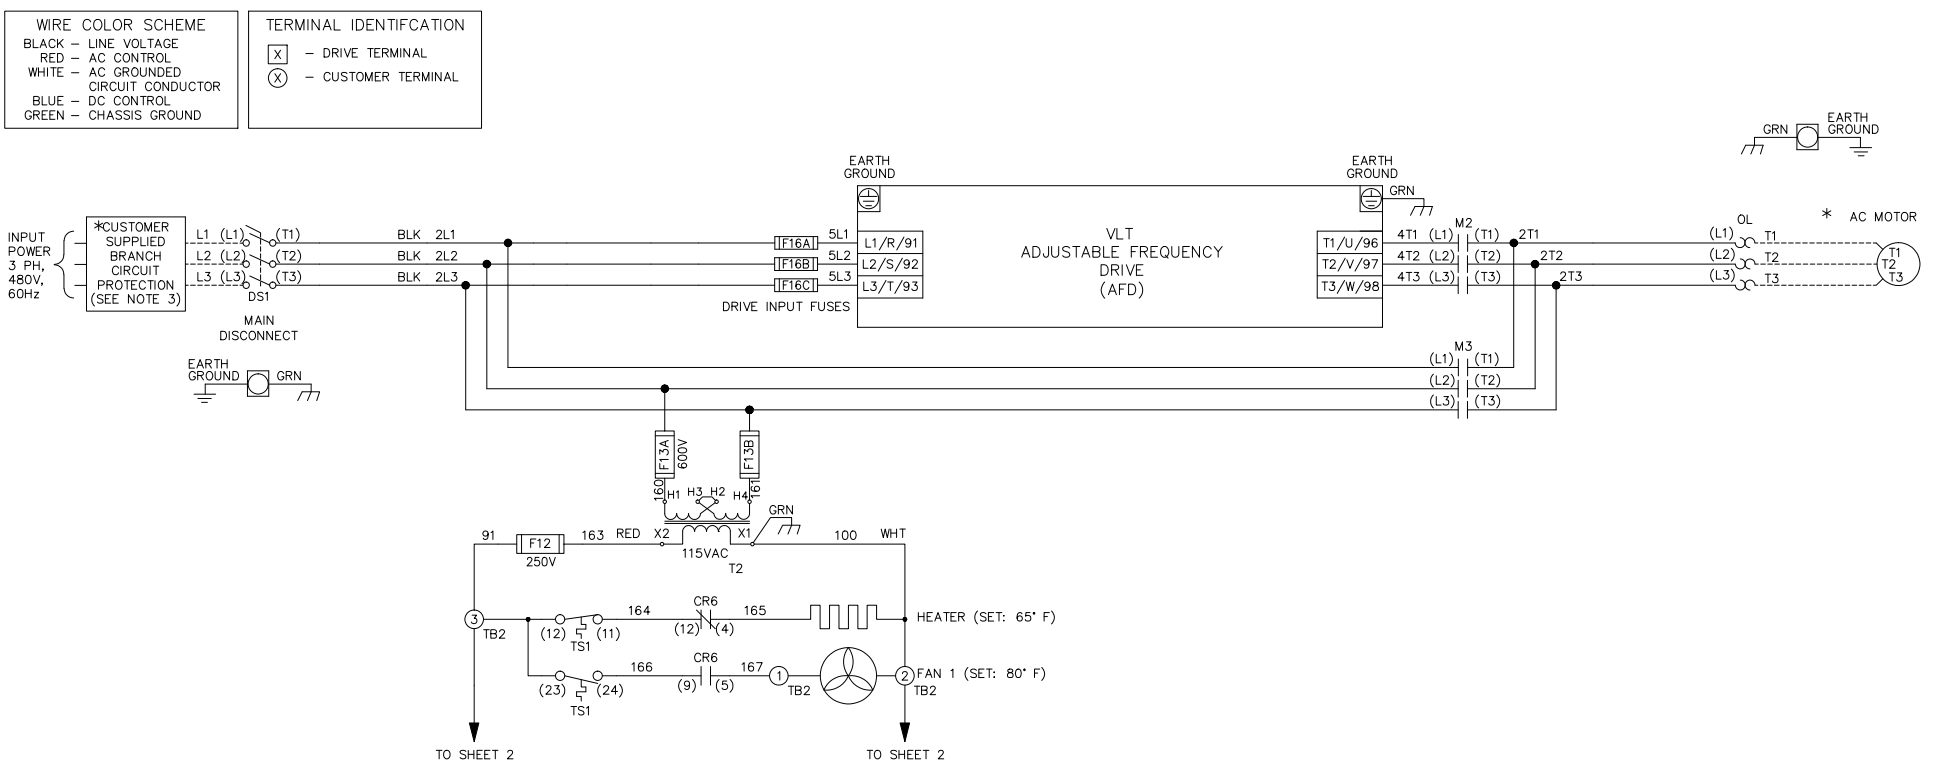 WIRE COLOR SCHEME
BLACK – LINE VOLTAGE
RED – AC CONTROL
WHITE – AC GROUNDED
CIRCUIT CONDUCTOR
BLUE – DC CONTROL
GREEN – CHASSIS GROUND
TERMINAL IDENTIFCATION
X – DRIVE TERMINAL
X – CUSTOMER TERMINAL
INPUT
POWER
3 PH,
480V,
60Hz
*CUSTOMER
SUPPLIED
BRANCH
CIRCUIT
PROTECTION
(SEE NOTE 3)
L1 (L1) (T1)
L2 (L2) (T2)
L3 (L3) (T3)
DS1
MAIN
DISCONNECT
EARTH
GROUND
GRN
BLK 2L1
BLK 2L2
BLK 2L3
F16A 5L1
F16B 5L2
F16C 5L3
DRIVE INPUT FUSES
EARTH
GROUND
L1/R/91
L2/S/92
L3/T/93
VLT
ADJUSTABLE FREQUENCY
DRIVE
(AFD)
EARTH
GROUND
GRN
T1/U/96
T2/V/97
T3/W/98
M2
4T1 (L1) (T1) 2T1
4T2 (L2) (T2) 2T2
4T3 (L3) (T3) 2T3
M3
(L1) (T1)
(L2) (T2)
(L3) (T3)
GRN
EARTH
GROUND
OL
(L1) T1
(L2) T2
(L3) T3
* AC MOTOR
T1
T2
T3
F13A
600V
F13B
160
161
H1 H3 H2 H4
GRN
91
F12
250V
163 RED X2
X1
100 WHT
115VAC
T2
3
TB2
(12) (11)
TS1
164
CR6
(12) (4)
165
HEATER (SET: 65° F)
(23) (24)
TS1
166
CR6
(9) (5)
167
1
TB2
2
TB2
FAN 1 (SET: 80° F)
TO SHEET 2
TO SHEET 2